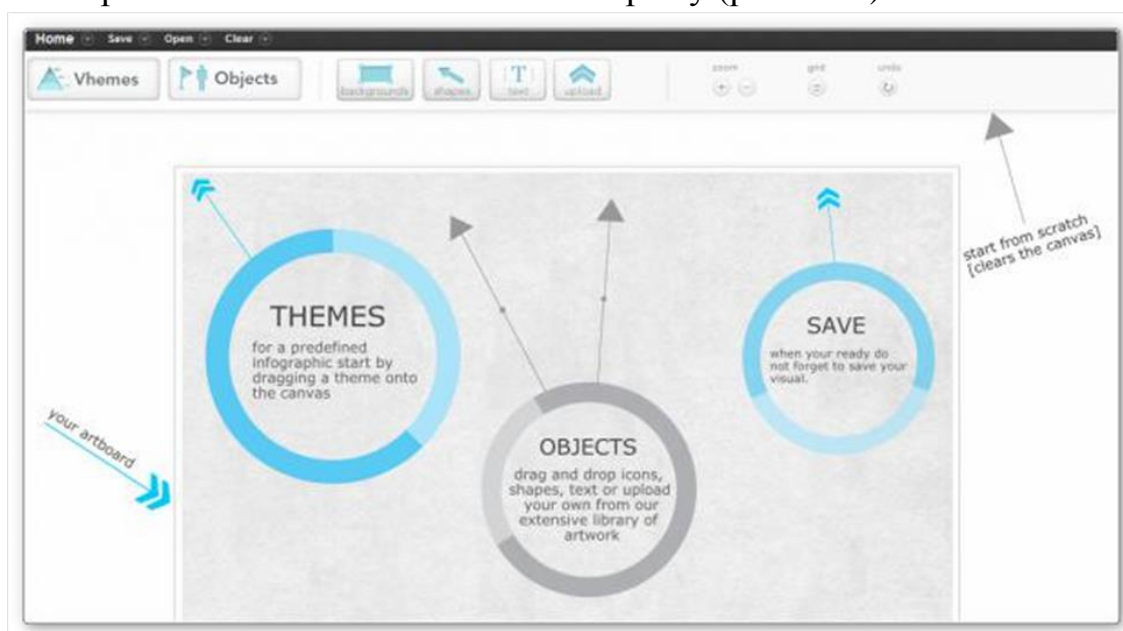 Home Save Open Clear
Vhemes Objects backgrounds shapes T text upload zoom grid undo
start from scratch
[clears the canvas]
THEMES
for a predefined
infographic start by
dragging a theme onto
the canvas
SAVE
when your ready do
not forget to save your
visual.
your artboard
OBJECTS
drag and drop icons,
shapes, text or upload
your own from our
extensive library of
artwork